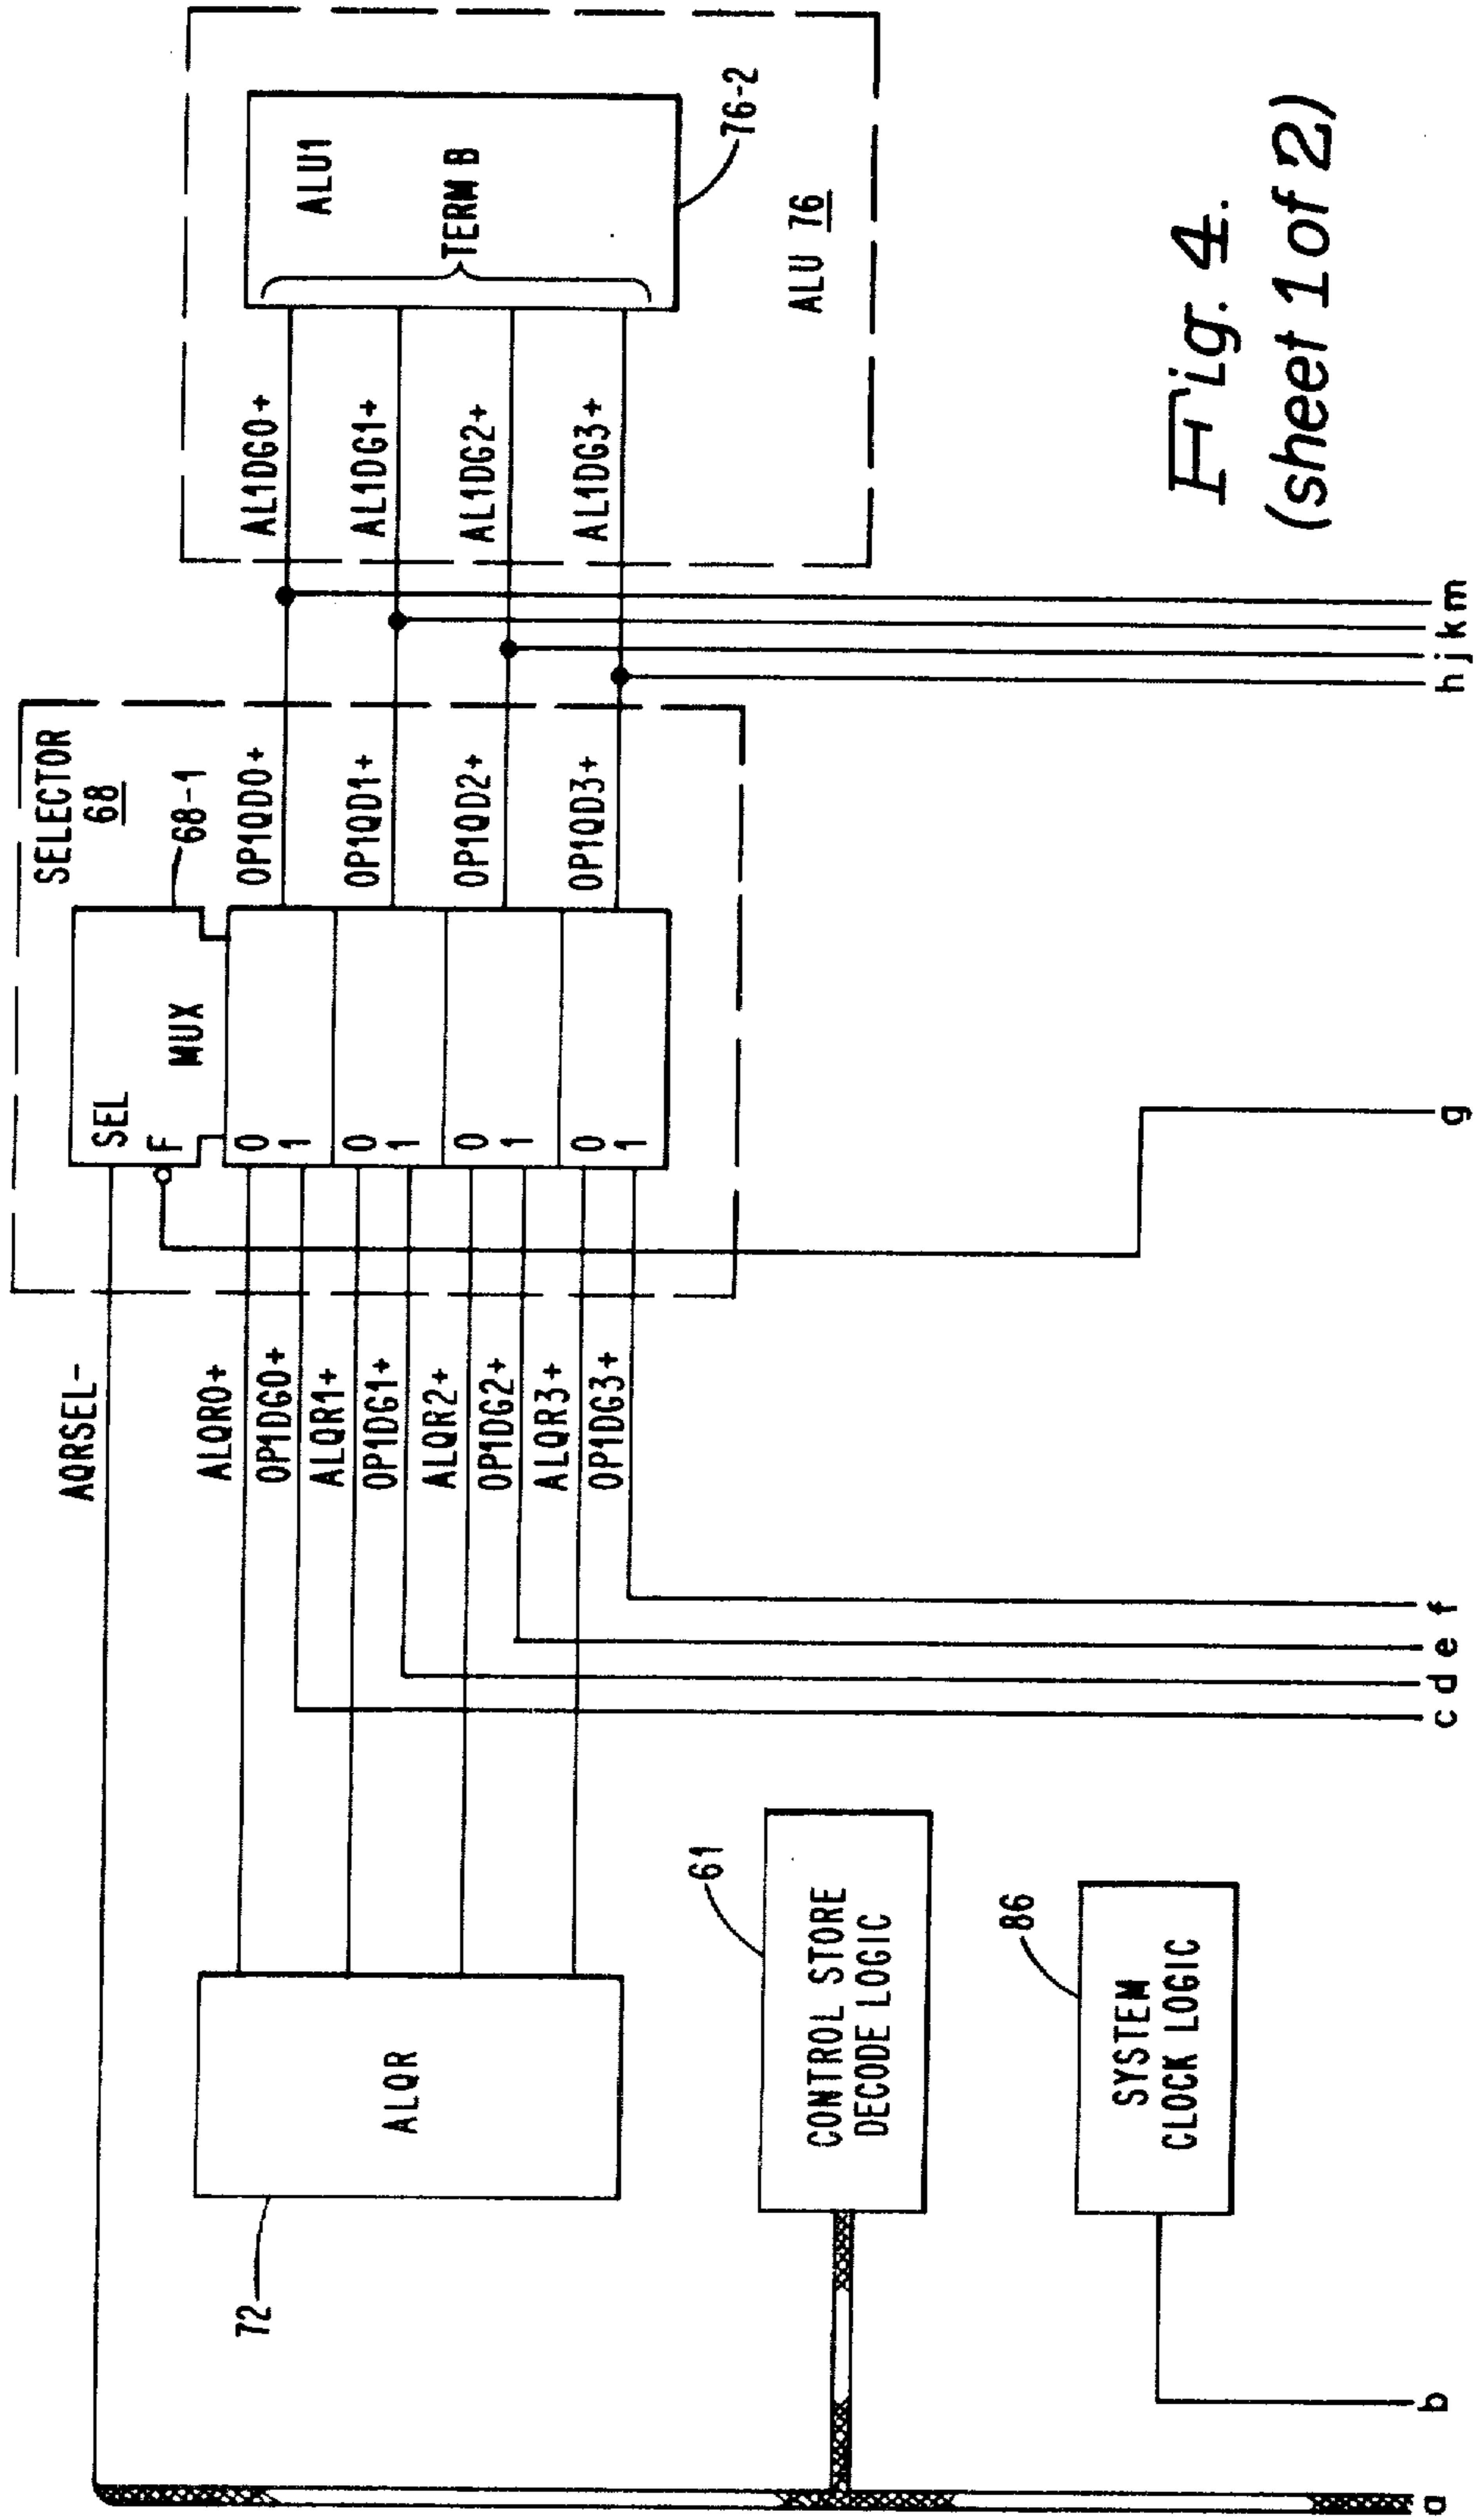 SELECTOR
68
68-1
SEL
F
MUX
0
1
0
1
0
1
0
1
AQRSEL-
ALQR0+
OP1DG0+
ALQR1+
OP1DG1+
ALQR2+
OP1DG2+
ALQR3+
OP1DG3+
OP1QD0+
OP1QD1+
OP1QD2+
OP1QD3+
AL1DG0+
AL1DG1+
AL1DG2+
AL1DG3+
ALU1
TERM B
76-2
ALU 76
ALQR
72
CONTROL STORE
DECODE LOGIC
61
SYSTEM
CLOCK LOGIC
86
a
b
c
d
e
f
g
h
j
k
m
Fig. 4.
(sheet 1 of 2)